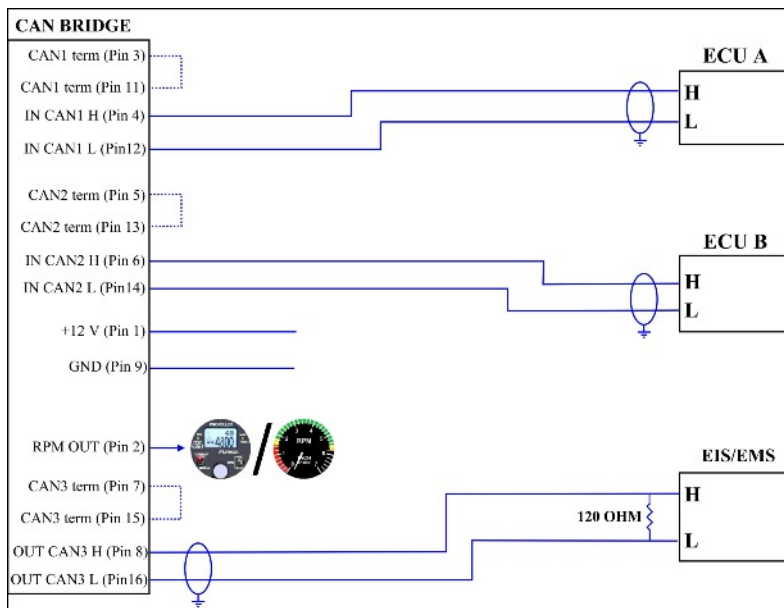 CAN BRIDGE
CAN1 term (Pin 3)
CAN1 term (Pin 11)
IN CAN1 H (Pin 4)
IN CAN1 L (Pin12)
CAN2 term (Pin 5)
CAN2 term (Pin 13)
IN CAN2 H (Pin 6)
IN CAN2 L (Pin14)
+12 V (Pin 1)
GND (Pin 9)
RPM OUT (Pin 2)
CAN3 term (Pin 7)
CAN3 term (Pin 15)
OUT CAN3 H (Pin 8)
OUT CAN3 L (Pin16)
RPM
ECU A
H
L
ECU B
H
L
EIS/EMS
H
120 OHM
L